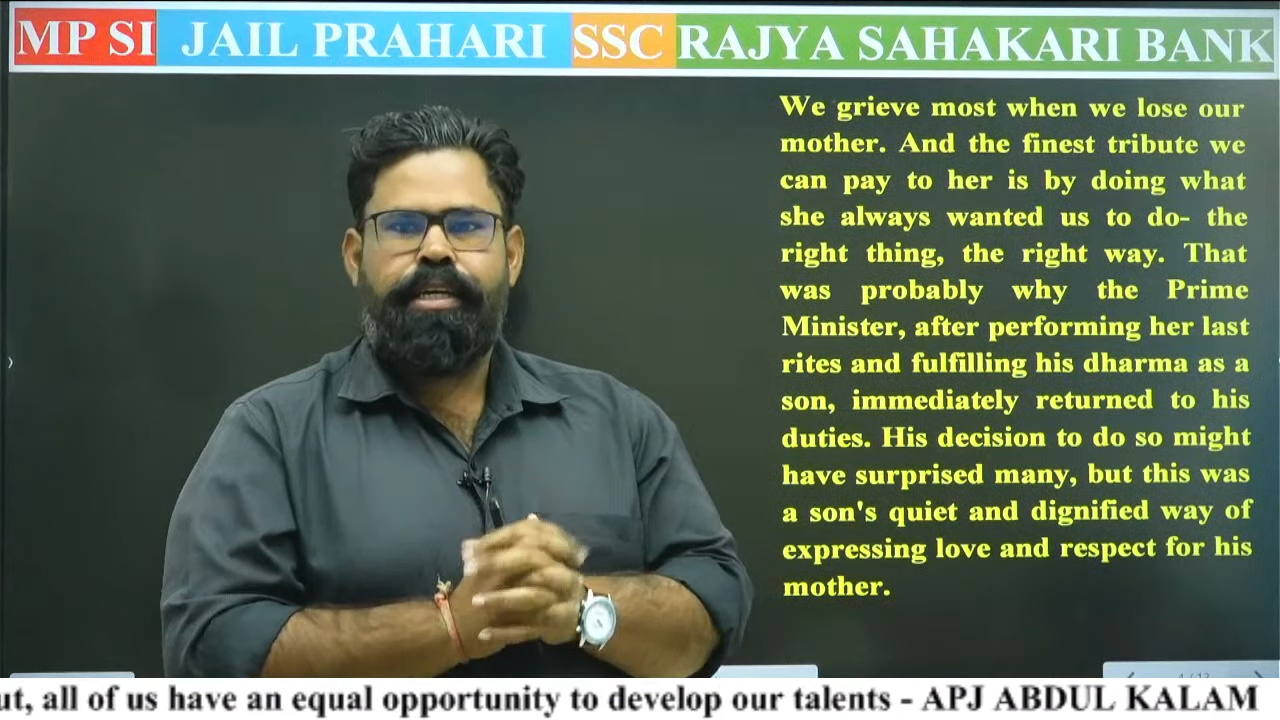 MP SI JAIL PRAHARI SSC RAJYA SAHAKARI BANK
We grieve most when we lose our
mother. And the finest tribute we
can pay to her is by doing what
she always wanted us to do- the
right thing, the right way. That
was probably why the Prime
Minister, after performing her last
rites and fulfilling his dharma as a
son, immediately returned to his
duties. His decision to do so might
have surprised many, but this was
a son's quiet and dignified way of
expressing love and respect for his
mother.
all of us have an equal opportunity to develop our talents - APJ ABDUL KALAM